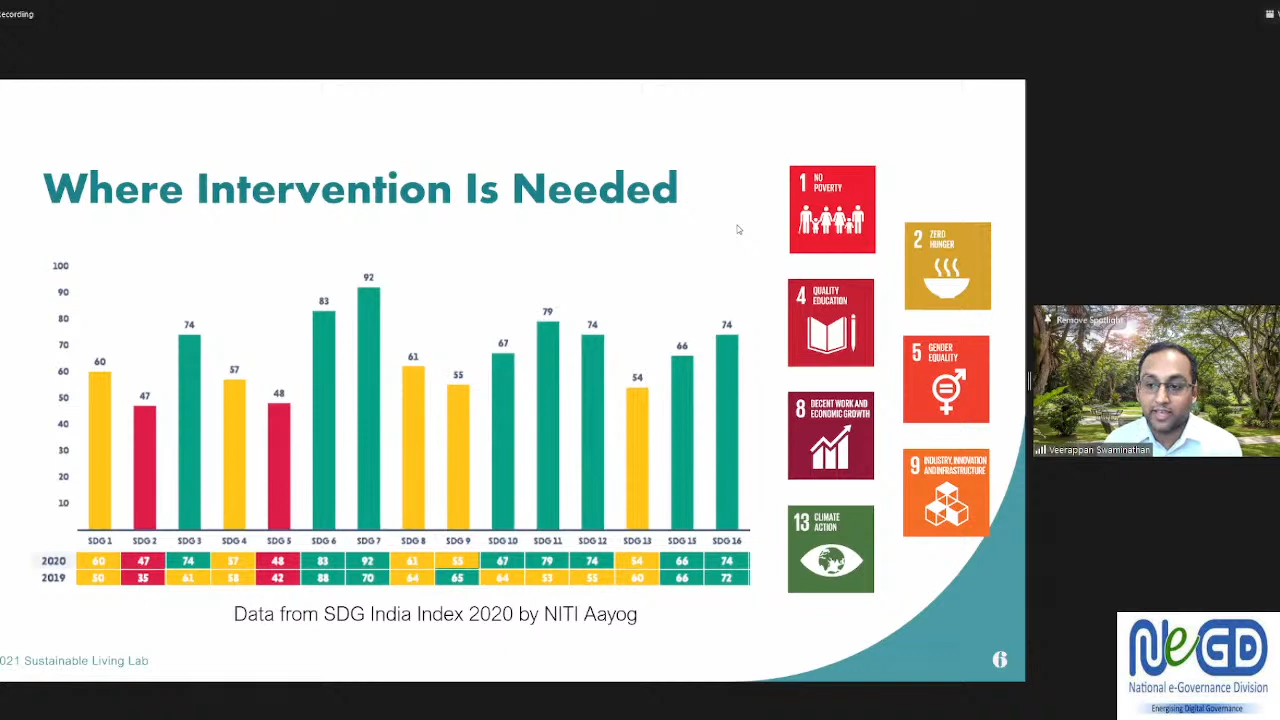 ecording
Where Intervention Is Needed
100
90
80
70
60
50
40
30
20
10
60
47
74
57
48
83
92
61
55
67
79
74
54
66
74
SDG 1 SDG 2 SDG 3 SDG 4 SDG 5 SDG 6 SDG 7 SDG 8 SDG 9 SDG 10 SDG 11 SDG 12 SDG 13 SDG 15 SDG 16
2020 60 47 74 57 48 83 92 61 55 67 79 74 54 66 74
2019 50 35 61 58 42 88 70 64 65 64 53 55 60 66 72
Data from SDG India Index 2020 by NITI Aayog
021 Sustainable Living Lab
6
1 NO
POVERTY
2 ZERO
HUNGER
4 QUALITY
EDUCATION
5 GENDER
EQUALITY
8 DECENT WORK AND
ECONOMIC GROWTH
9 INDUSTRY, INNOVATION
AND INFRASTRUCTURE
13 CLIMATE
ACTION
Remove Spotlight
Veerappan Swaminathan
NeGD
National e-Governance Division
Energising Digital Governance